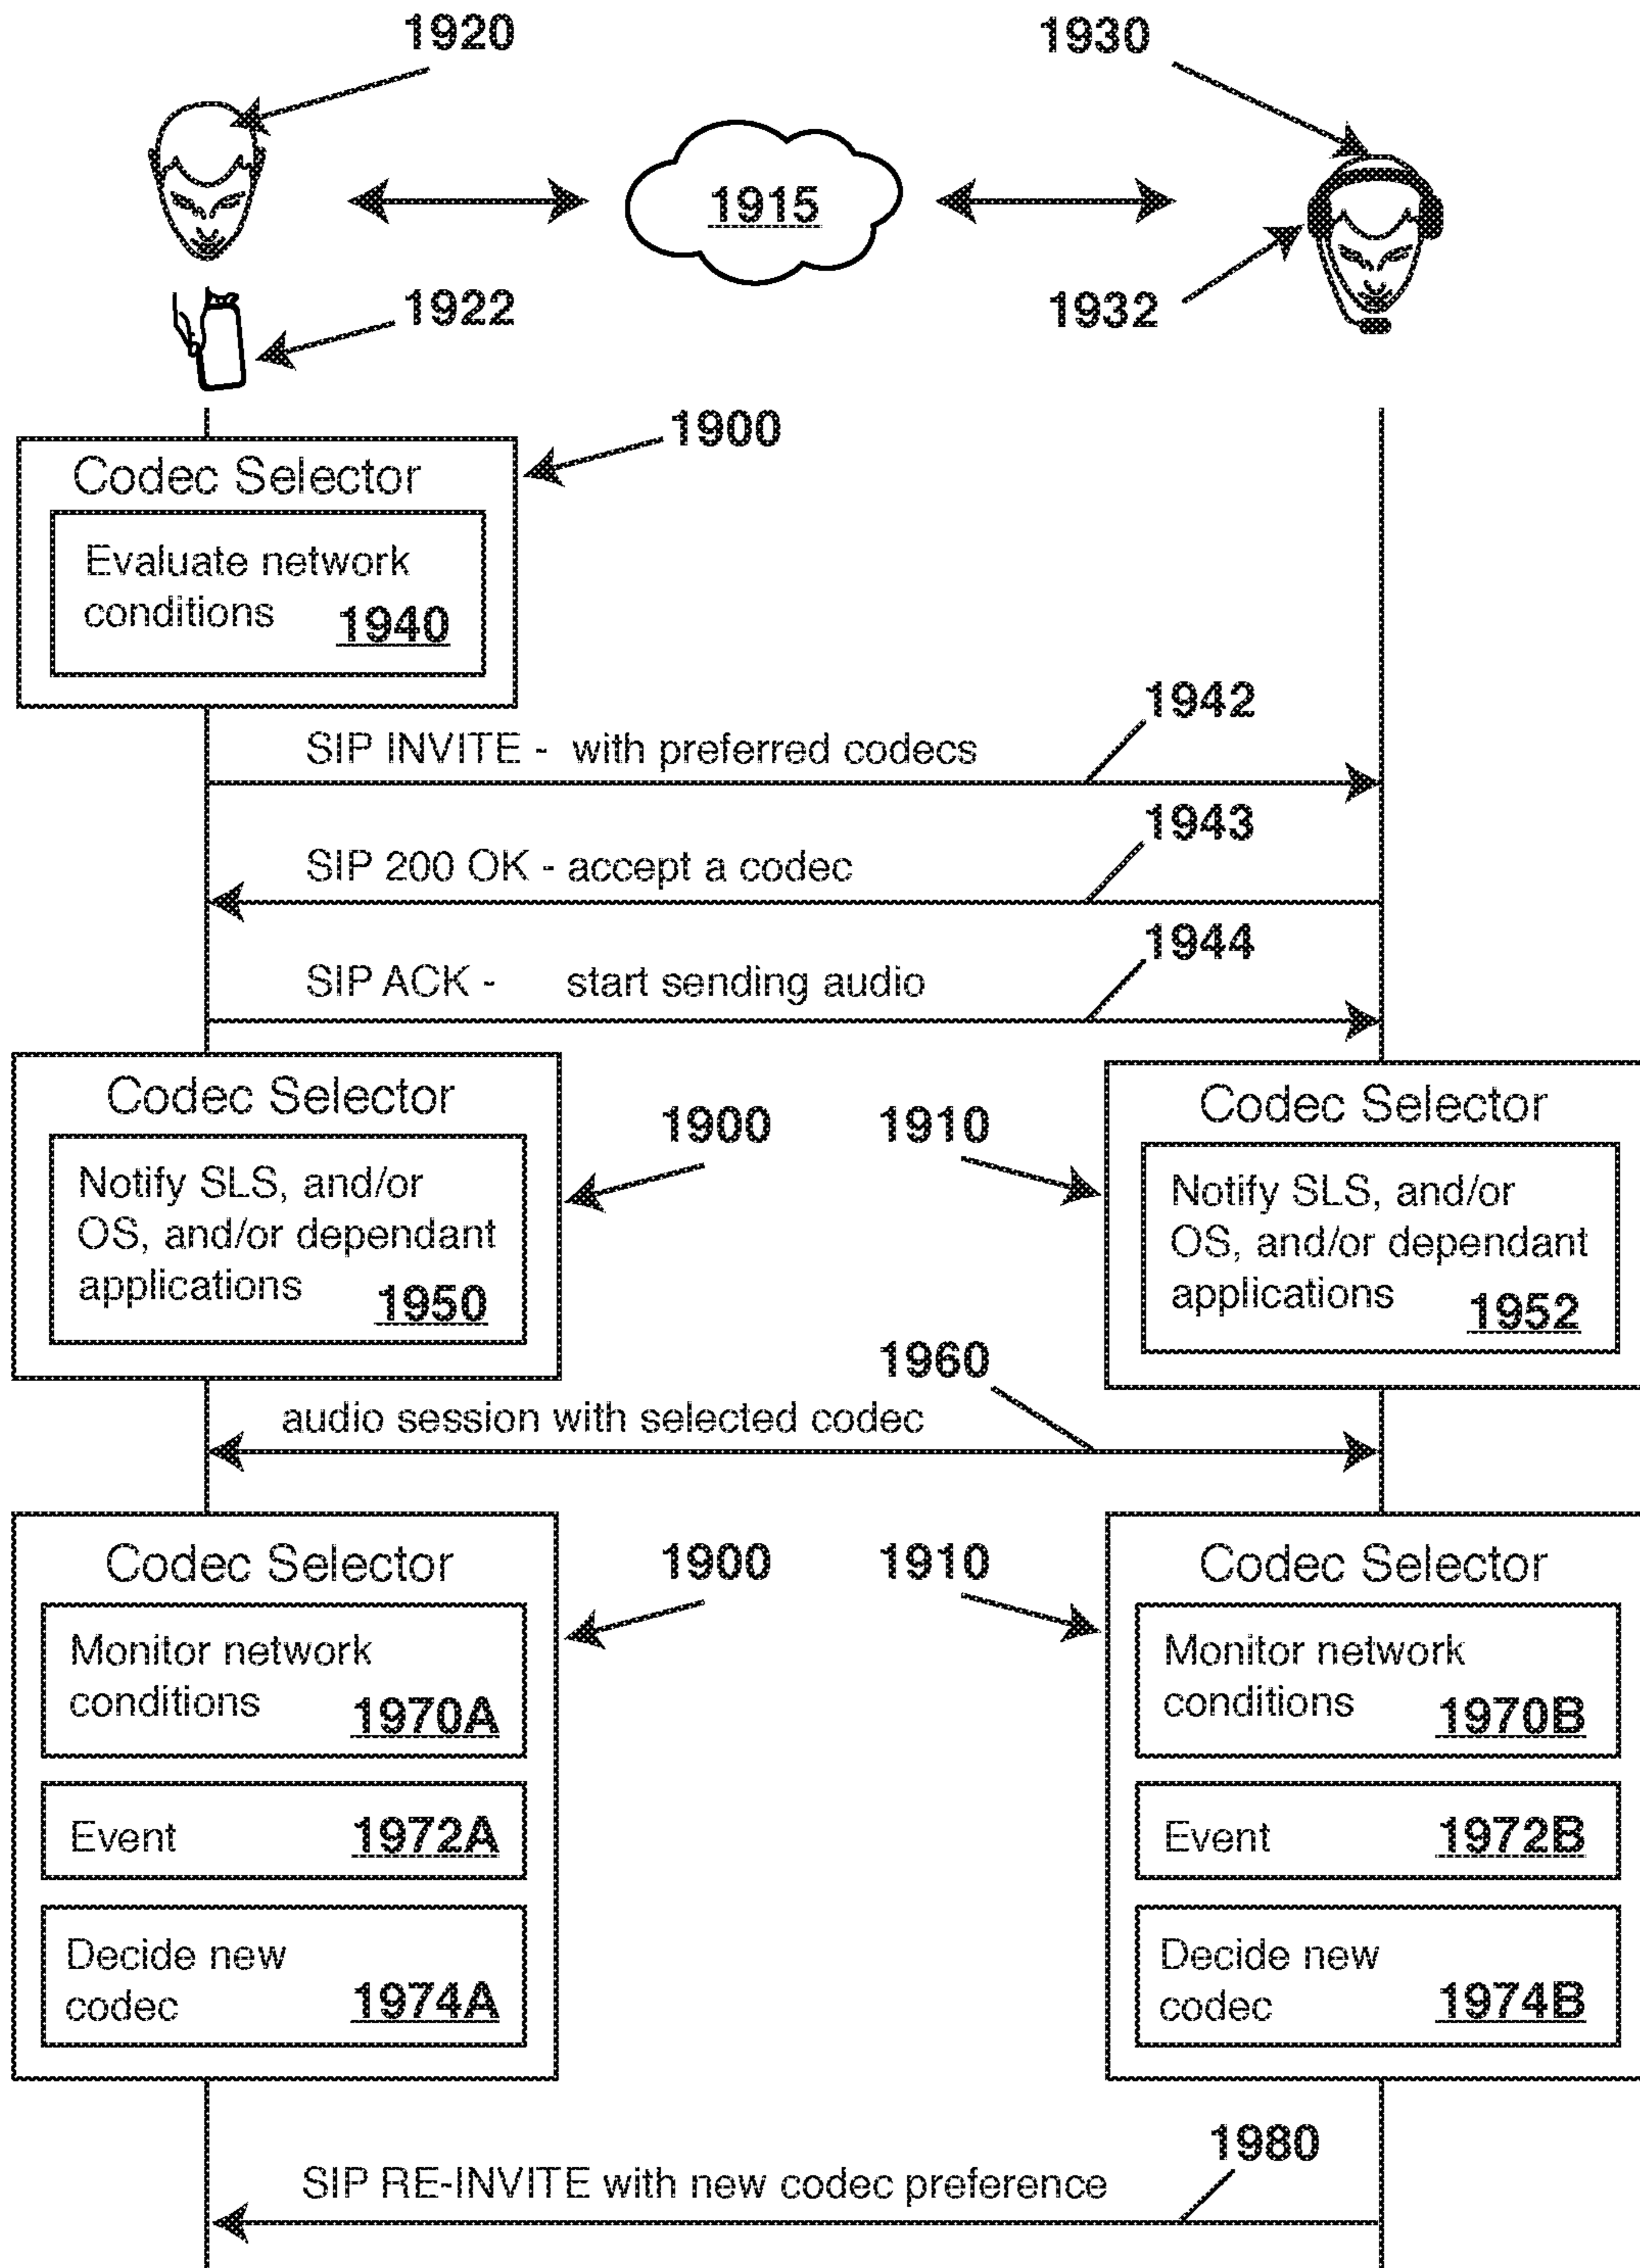 1920
1930
1915
1932
1922
1900
Codec Selector
Evaluate network
conditions
1940
1942
SIP INVITE - with preferred codecs
1943
SIP 200 OK - accept a codec
1944
SIP ACK - start sending audio
Codec Selector
Notify SLS, and/or
OS, and/or dependant
applications
1950
1900
1910
Codec Selector
Notify SLS, and/or
OS, and/or dependant
applications
1952
1960
audio session with selected codec
Codec Selector
Monitor network
conditions
1970A
Event
1972A
Decide new
codec
1974A
1900
1910
Codec Selector
Monitor network
conditions
1970B
Event
1972B
Decide new
codec
1974B
1980
SIP RE-INVITE with new codec preference